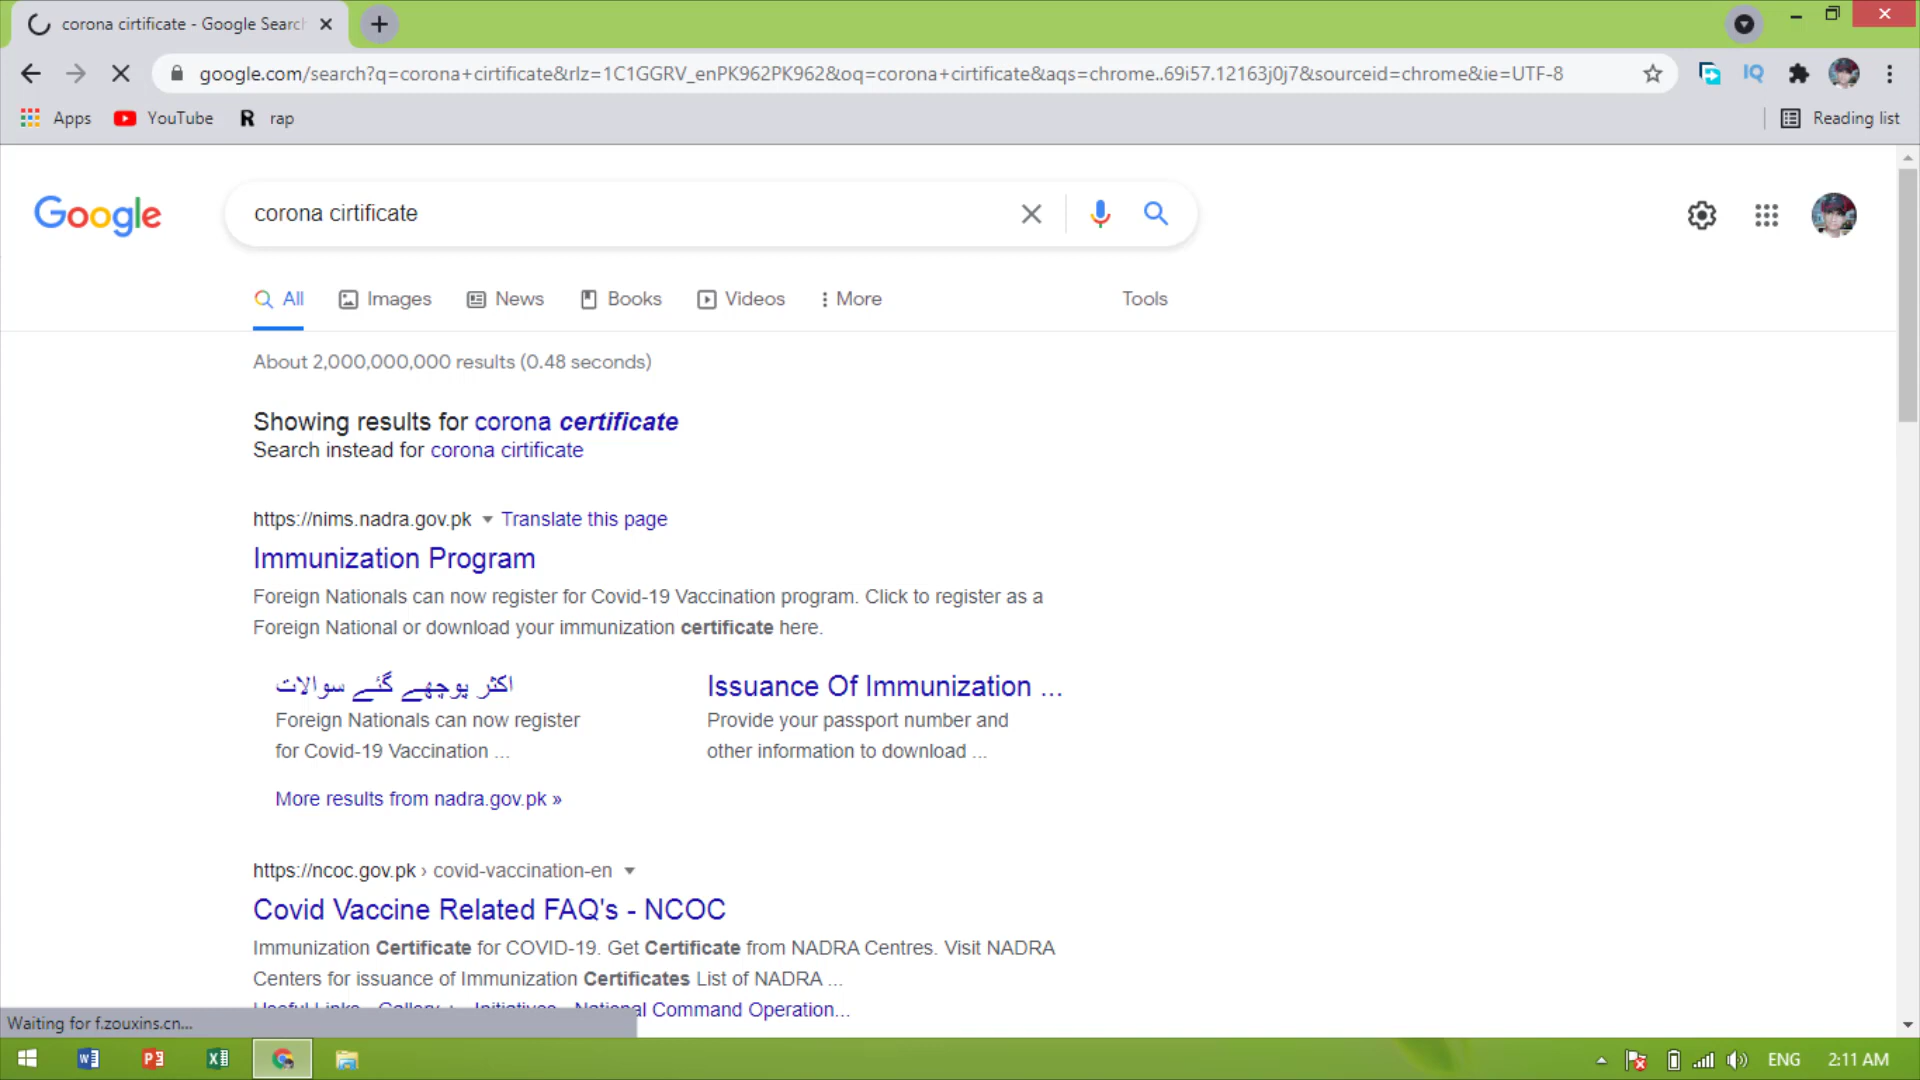 corona cirtificate - Google Search
google.com/search?q=corona+cirtificate&rlz=1C1GGRV_enPK962PK962&oq=corona+cirtificate&aqs=chrome..69i57.12163j0j7&sourceid=chrome&ie=UTF-8
IQ
Apps YouTube R rap Reading list
Google corona cirtificate
All Images News Books Videos More Tools
About 2,000,000,000 results (0.48 seconds)
Showing results for corona certificate
Search instead for corona cirtificate
https://nims.nadra.gov.pk Translate this page
Immunization Program
Foreign Nationals can now register for Covid-19 Vaccination program. Click to register as a
Foreign National or download your immunization certificate here.
اکثر پوچھے گئے سوالات
Foreign Nationals can now register
for Covid-19 Vaccination ...
Issuance Of Immunization ...
Provide your passport number and
other information to download ...
More results from nadra.gov.pk »
https://ncoc.gov.pk › covid-vaccination-en
Covid Vaccine Related FAQ's - NCOC
Immunization Certificate for COVID-19. Get Certificate from NADRA Centres. Visit NADRA
Centers for issuance of Immunization Certificates List of NADRA ...
Useful Links · Gallery · Initiatives · National Command Operation...
Waiting for f.zouxins.cn...
ENG 2:11 AM